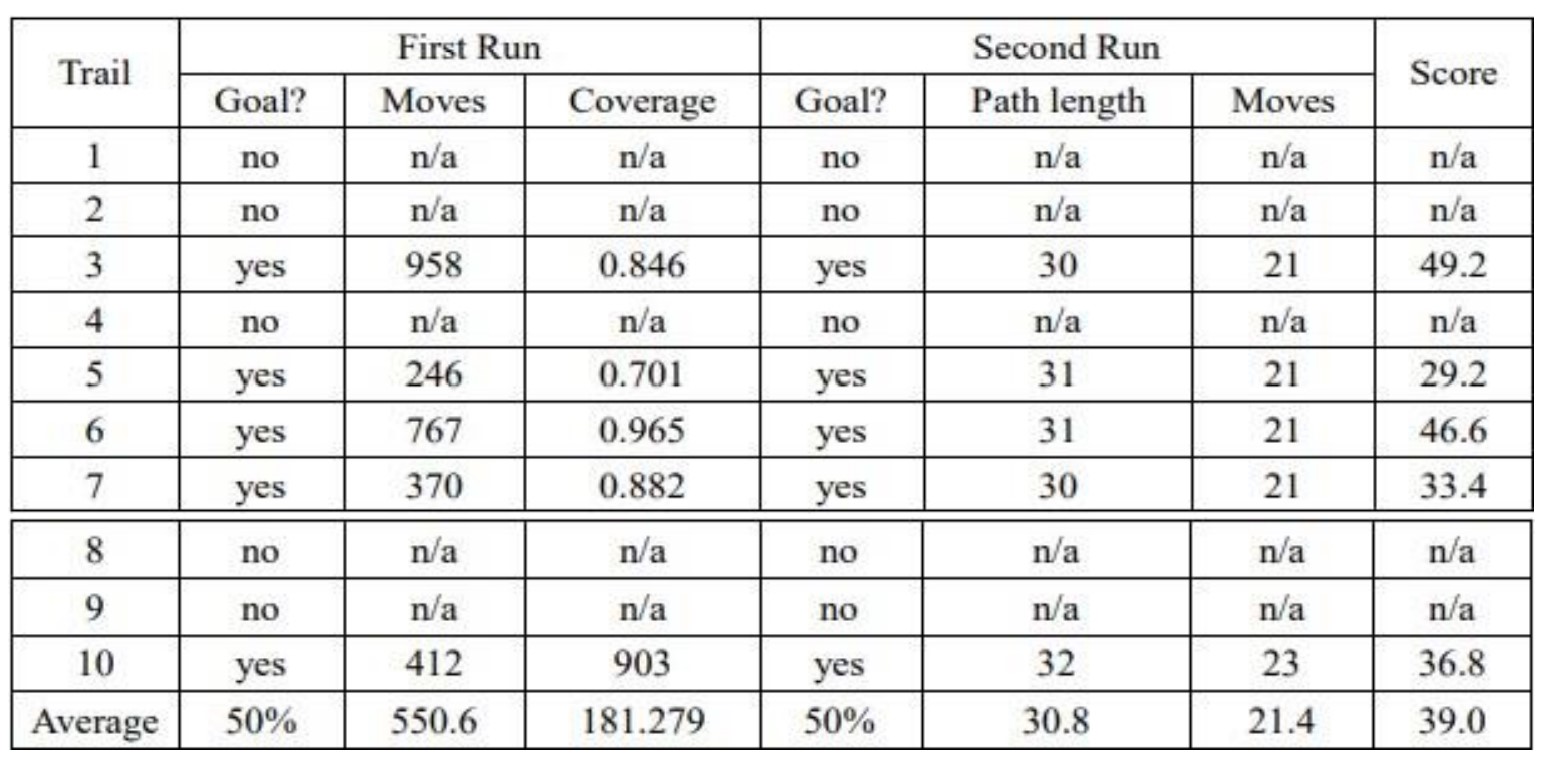 Trail First Run Second Run Score
Goal? Moves Coverage Goal? Path length Moves
1 no n/a n/a no n/a n/a n/a
2 no n/a n/a no n/a n/a n/a
3 yes 958 0.846 yes 30 21 49.2
4 no n/a n/a no n/a n/a n/a
5 yes 246 0.701 yes 31 21 29.2
6 yes 767 0.965 yes 31 21 46.6
7 yes 370 0.882 yes 30 21 33.4
8 no n/a n/a no n/a n/a n/a
9 no n/a n/a no n/a n/a n/a
10 yes 412 903 yes 32 23 36.8
Average 50% 550.6 181.279 50% 30.8 21.4 39.0